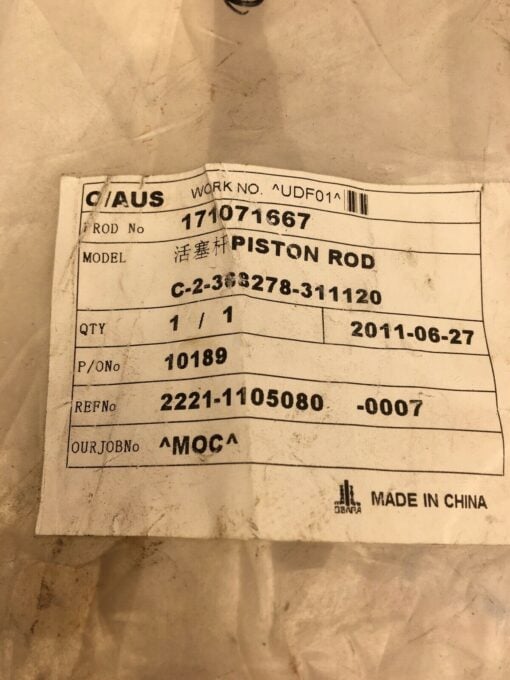 C/AUS WORK NO. ^UDF01^
PROD No 171071667
MODEL 活塞杆PISTON ROD
C-2-368278-311120
QTY 1 / 1 2011-06-27
P/ONo 10189
REFNo 2221-1105080 -0007
OURJOBNo ^MOC^
OBARA MADE IN CHINA